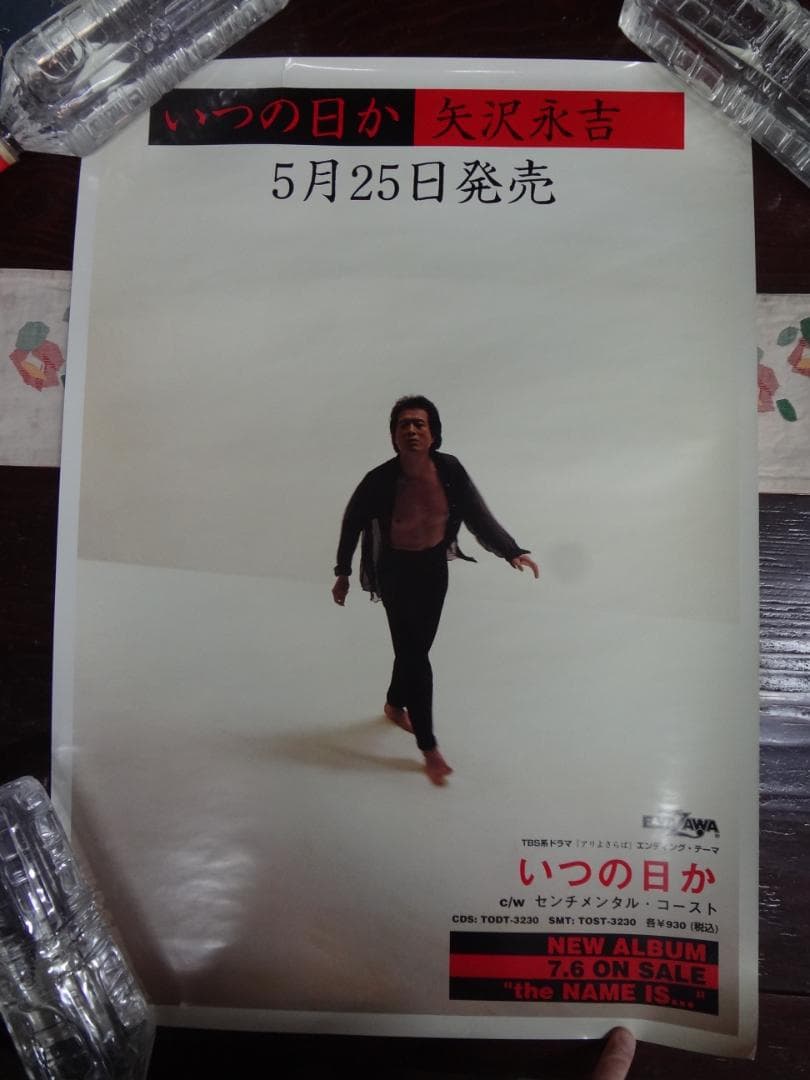 いつの日か 矢沢永吉
5月25日発売
TBS系ドラマ「アリよさらば」エンディング・テーマ
いつの日か
c/w センチメンタル・コースト
CDS: TODT-3230 SMT: TOST-3230 各¥930 (税込)
NEW ALBUM
7.6 ON SALE
"the NAME IS..."